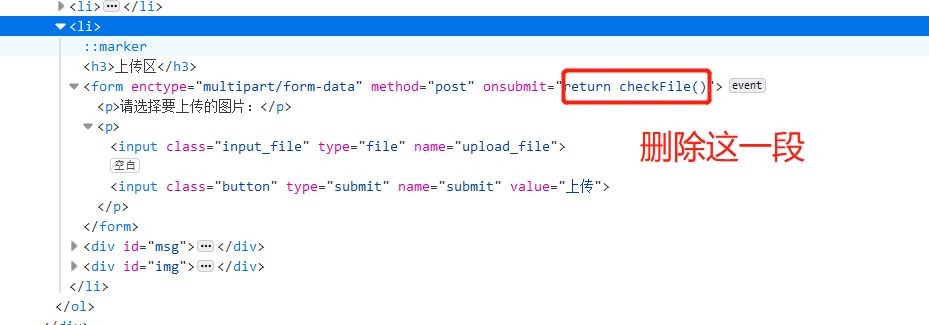 <li>···</li>
<li>
::marker
<h3>上传区</h3>
<form enctype="multipart/form-data" method="post" onsubmit="return checkFile()"> event
<p>请选择要上传的图片：</p>
<p>
<input class="input_file" type="file" name="upload_file">
空白
<input class="button" type="submit" name="submit" value="上传">
</p>
</form>
<div id="msg">···</div>
<div id="img">···</div>
</li>
</ol>
</div>
删除这一段